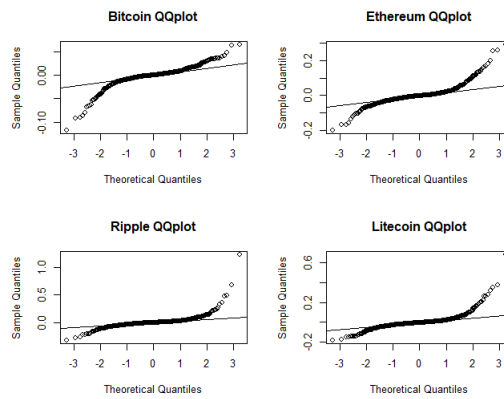 Bitcoin QQplot
Sample Quantiles
0.00
-0.10
-3 -2 -1 0 1 2 3
Theoretical Quantiles
Ethereum QQplot
Sample Quantiles
0.2
0.0
-0.2
-3 -2 -1 0 1 2 3
Theoretical Quantiles
Ripple QQplot
Sample Quantiles
1.0
0.5
0.0
-3 -2 -1 0 1 2 3
Theoretical Quantiles
Litecoin QQplot
Sample Quantiles
0.6
0.2
-0.2
-3 -2 -1 0 1 2 3
Theoretical Quantiles